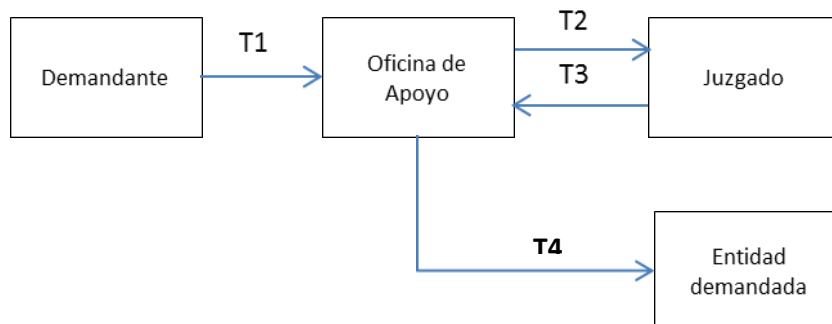 T1
T2
Demandante
Oficina de
Apoyo
T3
Juzgado
T4
Entidad
demandada